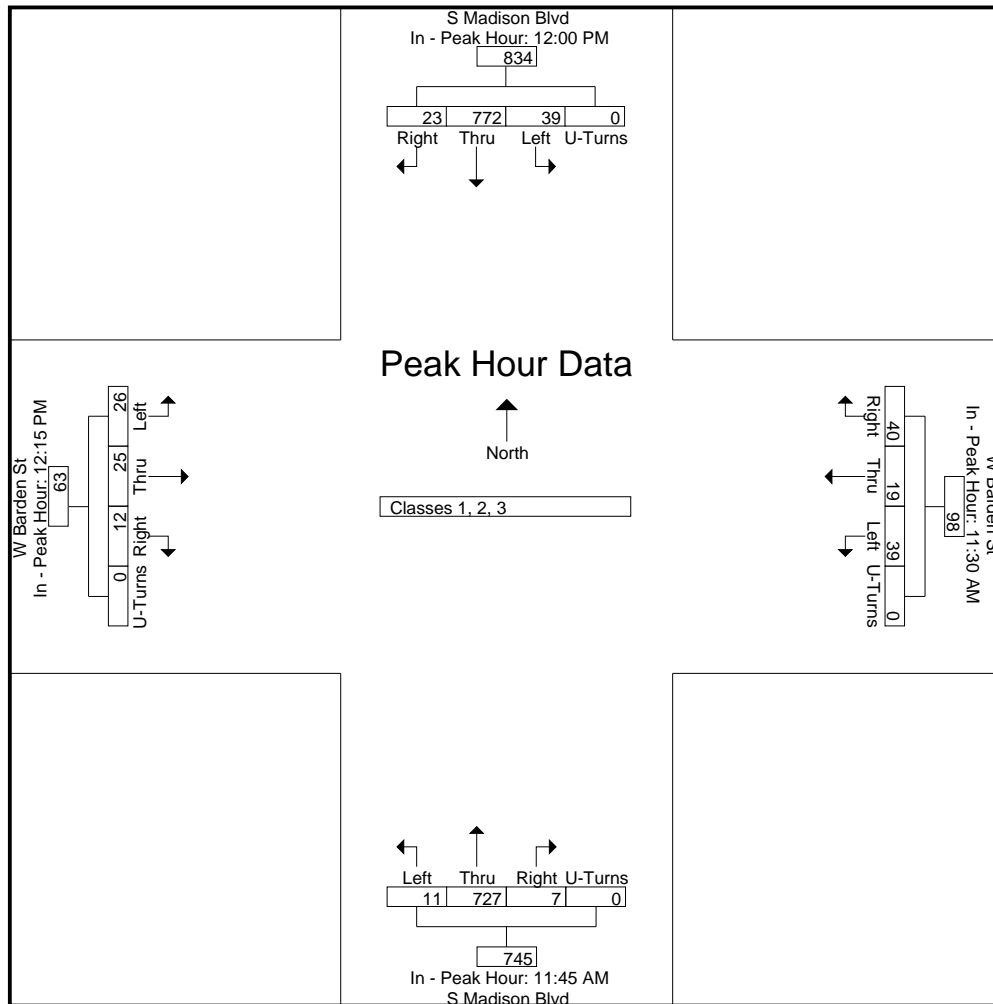 S Madison Blvd
In - Peak Hour: 12:00 PM
834
23 772 39 0
Right Thru Left U-Turns
Peak Hour Data
North
Classes 1, 2, 3
W Barden St
In - Peak Hour: 12:15 PM
63
26 25 12 0
Left Thru Right U-Turns
W Barden St
In - Peak Hour: 11:30 AM
98
40 19 39 0
Right Thru Left U-Turns
Left Thru Right U-Turns
11 727 7 0
745
In - Peak Hour: 11:45 AM
S Madison Blvd